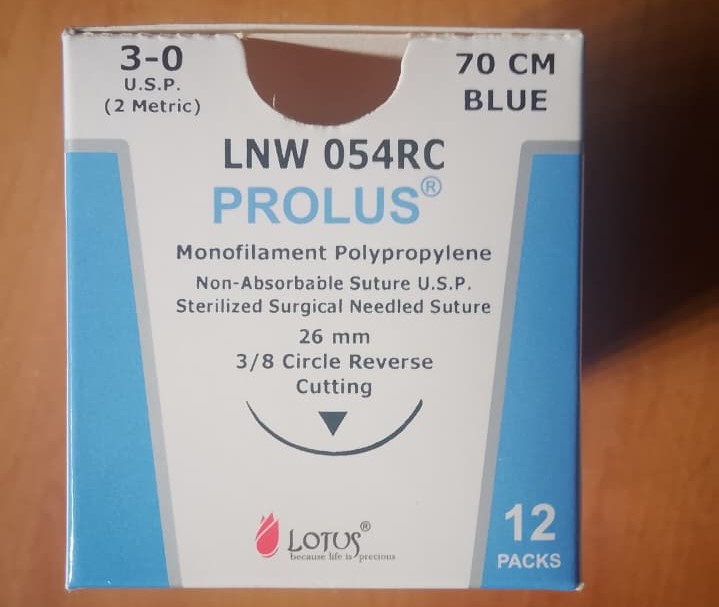 3-0
U.S.P.
(2 Metric)
70 CM
BLUE
LNW 054RC
PROLUS®
Monofilament Polypropylene
Non-Absorbable Suture U.S.P.
Sterilized Surgical Needled Suture
26 mm
3/8 Circle Reverse
Cutting
LOTUS®
because life is precious
12
PACKS